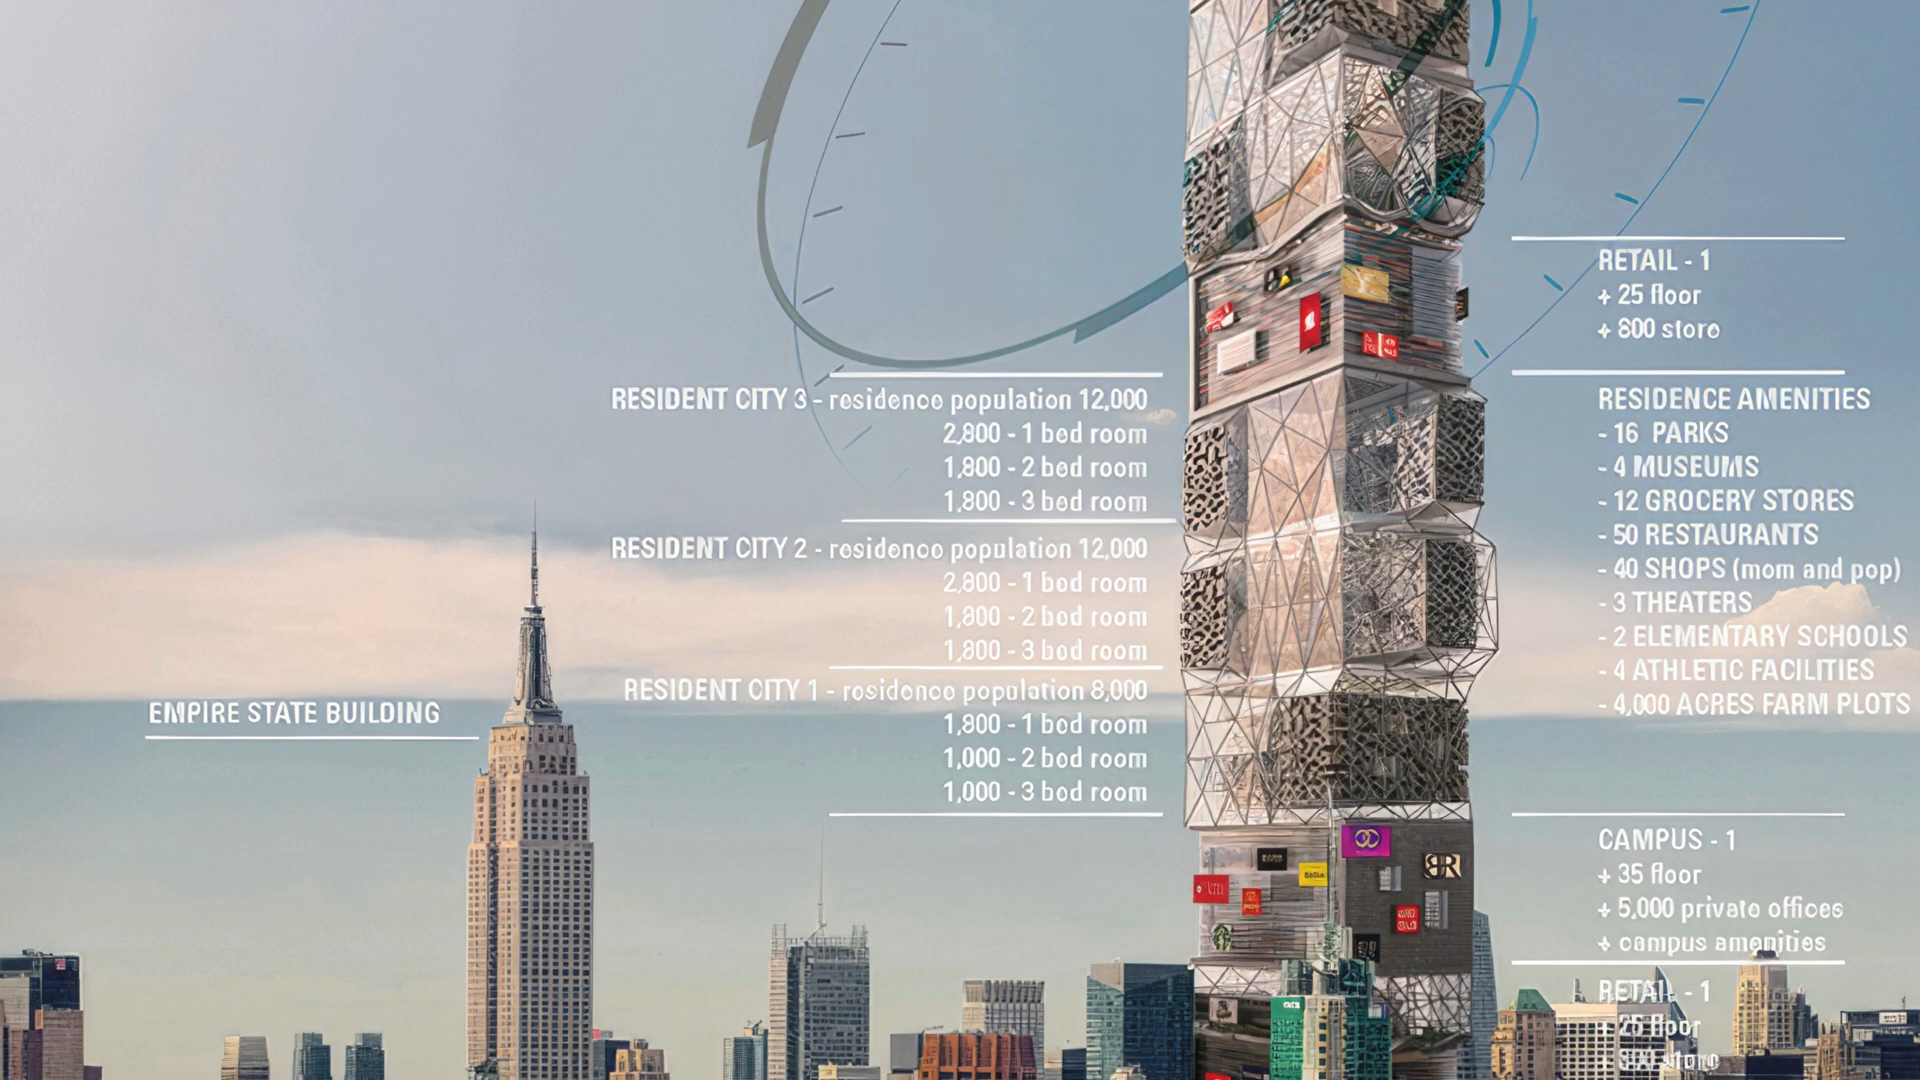 RETAIL - 1
+ 25 floor
+ 800 store
RESIDENT CITY 3 - residence population 12,000
2,800 - 1 bed room
1,800 - 2 bed room
1,800 - 3 bed room
RESIDENT CITY 2 - residence population 12,000
2,800 - 1 bed room
1,800 - 2 bed room
1,800 - 3 bed room
RESIDENT CITY 1 - residence population 8,000
1,800 - 1 bed room
1,000 - 2 bed room
1,000 - 3 bed room
EMPIRE STATE BUILDING
RESIDENCE AMENITIES
- 16 PARKS
- 4 MUSEUMS
- 12 GROCERY STORES
- 50 RESTAURANTS
- 40 SHOPS (mom and pop)
- 3 THEATERS
- 2 ELEMENTARY SCHOOLS
- 4 ATHLETIC FACILITIES
- 4,000 ACRES FARM PLOTS
CAMPUS - 1
+ 35 floor
+ 5,000 private offices
+ campus amenities
RETAIL - 1
25 floor
BR